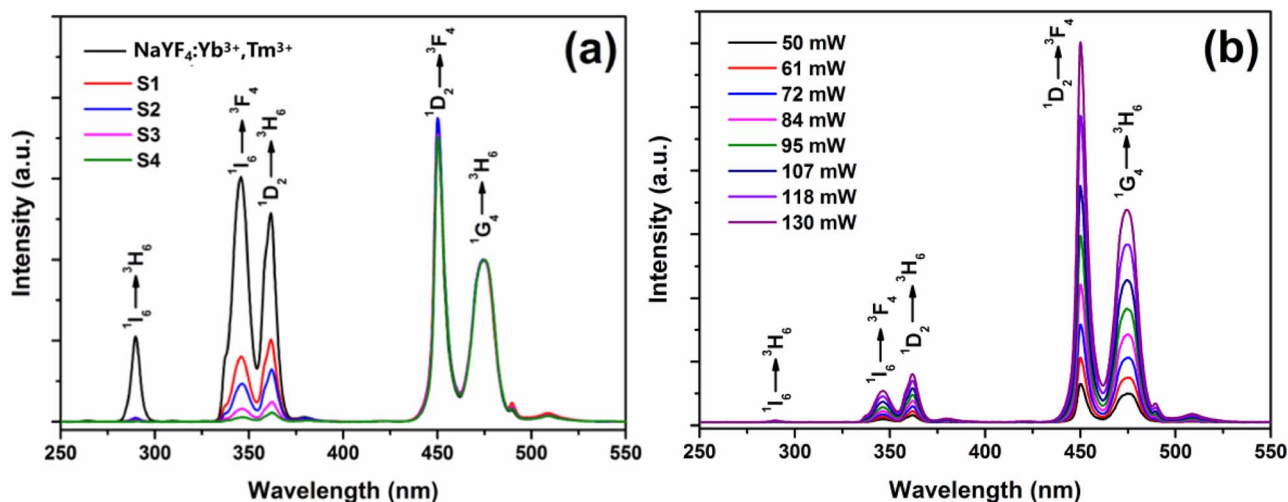 (a)
NaYF₄:Yb³⁺,Tm³⁺
S1
S2
S3
S4
¹I₆ → ³H₆
¹I₆ → ³F₄
¹D₂ → ³H₆
¹D₂ → ³F₄
¹G₄ → ³H₆
Intensity (a.u.)
250 300 350 400 450 500 550
Wavelength (nm)
(b)
50 mW
61 mW
72 mW
84 mW
95 mW
107 mW
118 mW
130 mW
¹I₆ → ³H₆
¹I₆ → ³F₄
¹D₂ → ³H₆
¹D₂ → ³F₄
¹G₄ → ³H₆
Intensity (a.u.)
250 300 350 400 450 500 550
Wavelength (nm)